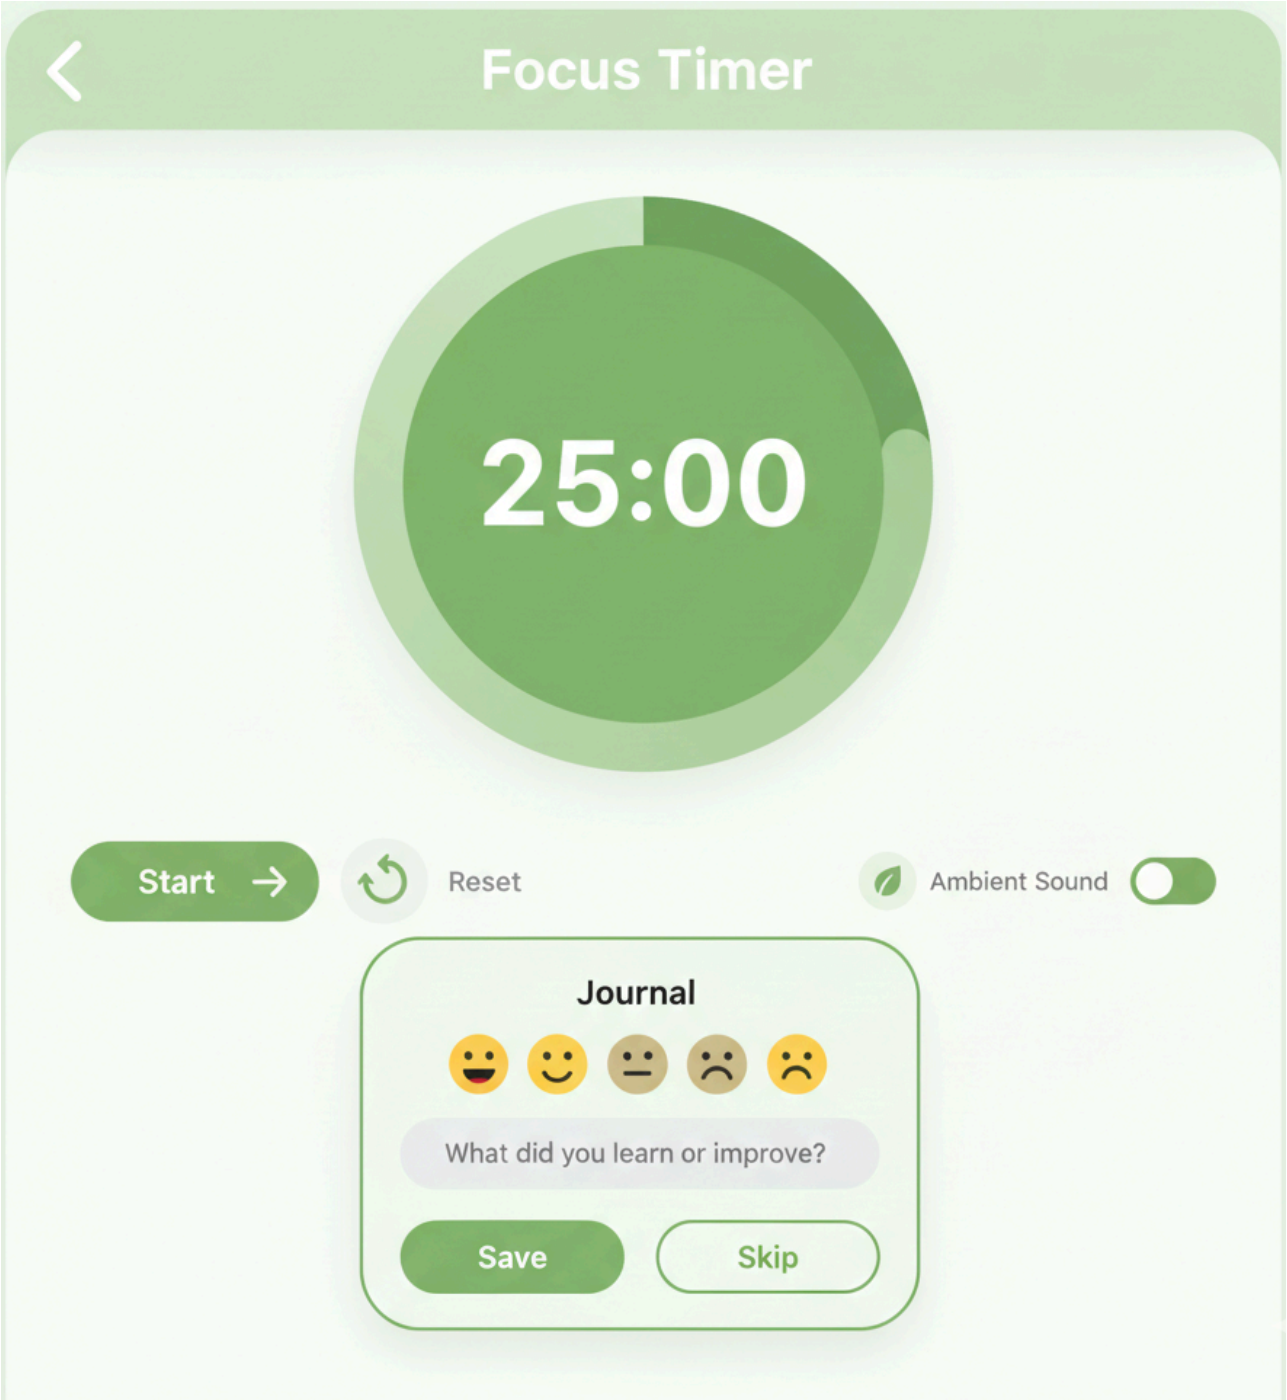 Focus Timer
25:00
Start
Reset
Ambient Sound
Journal
What did you learn or improve?
Save
Skip